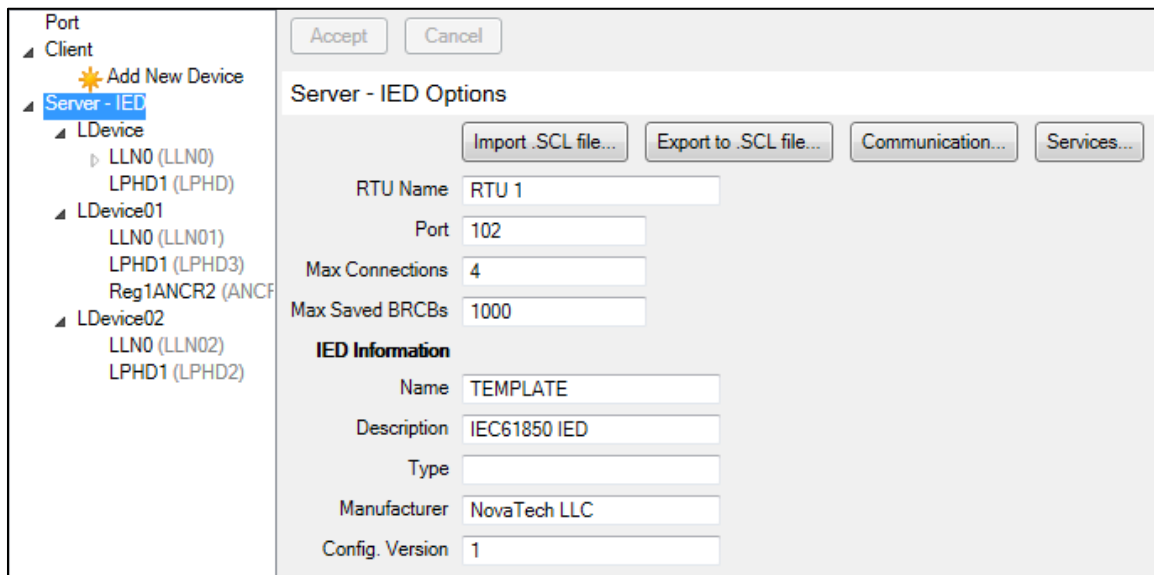 Port
Client
Add New Device
Server - IED
LDevice
LLN0 (LLN0)
LPHD1 (LPHD)
LDevice01
LLN0 (LLN01)
LPHD1 (LPHD3)
Reg1ANCR2 (ANCF
LDevice02
LLN0 (LLN02)
LPHD1 (LPHD2)
Accept Cancel
Server - IED Options
Import .SCL file... Export to .SCL file... Communication... Services...
RTU Name RTU 1
Port 102
Max Connections 4
Max Saved BRCBs 1000
IED Information
Name TEMPLATE
Description IEC61850 IED
Type
Manufacturer NovaTech LLC
Config. Version 1